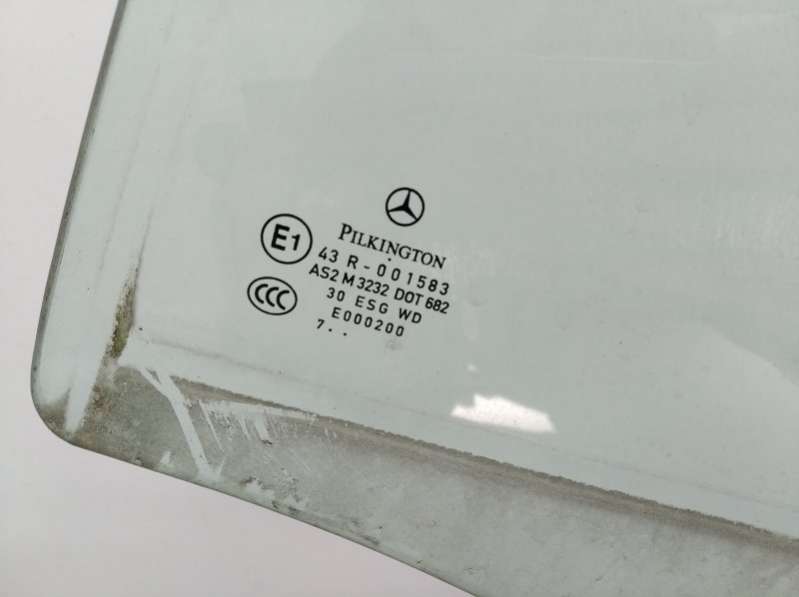 PILKINGTON
E1
43 R-001583
AS2 M3232 DOT 682
CCC
30 ESG WD
E000200
7..